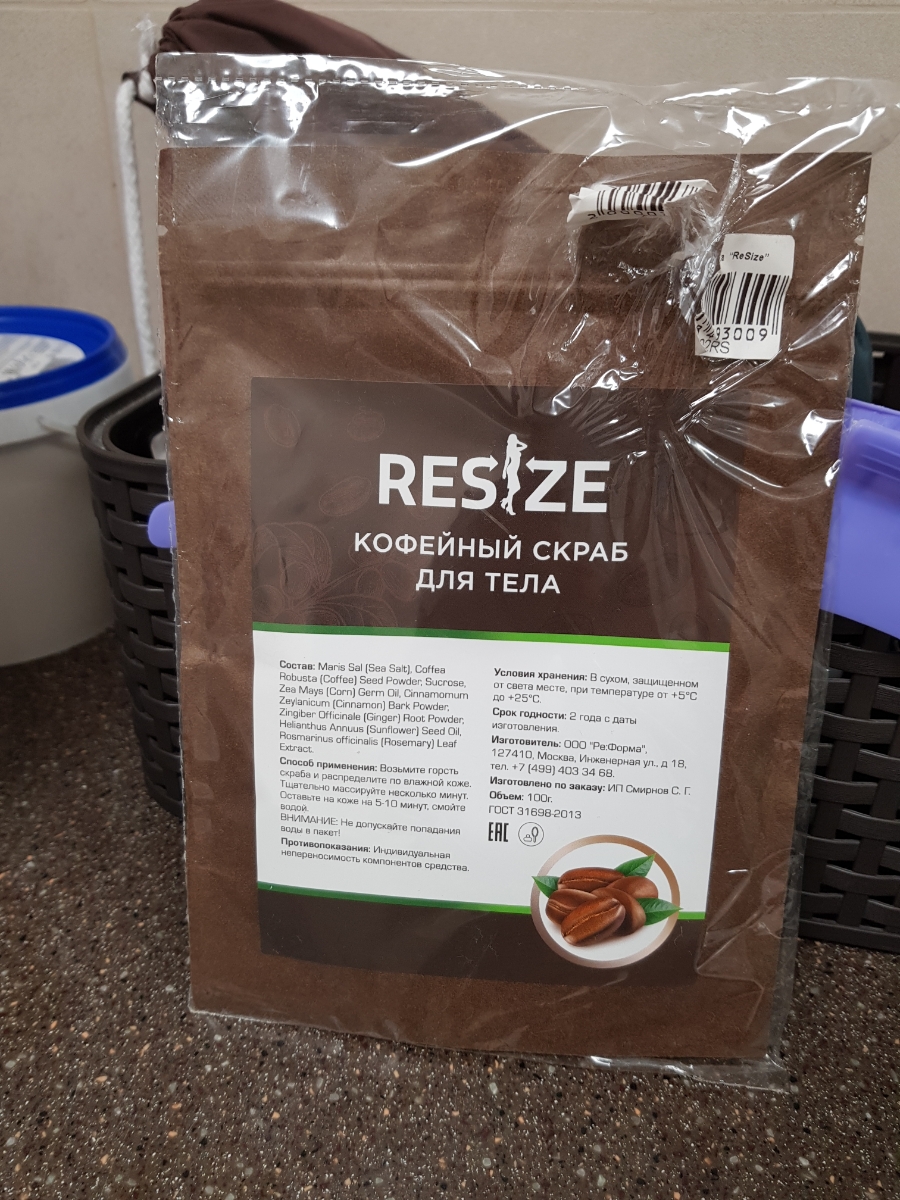 "ReSize"
93009
RESIZE
КОФЕЙНЫЙ СКРАБ
ДЛЯ ТЕЛА
Состав: Maris Sal (Sea Salt), Coffea
Robusta (Coffee) Seed Powder, Sucrose,
Zea Mays (Corn) Germ Oil, Cinnamomum
Zeylanicum (Cinnamon) Bark Powder,
Zingiber Officinale (Ginger) Root Powder,
Helianthus Annuus (Sunflower) Seed Oil,
Rosmarinus officinalis (Rosemary) Leaf
Extract.
Способ применения: Возьмите горсть
скраба и распределите по влажной коже.
Тщательно массируйте несколько минут.
Оставьте на коже на 5-10 минут, смойте
водой.
ВНИМАНИЕ: Не допускайте попадания
воды в пакет!
Противопоказания: Индивидуальная
непереносимость компонентов средства.
Условия хранения: В сухом, защищенном
от света месте, при температуре от +5°C
до +25°C.
Срок годности: 2 года с даты
изготовления.
Изготовитель: ООО "Ре:Форма",
127410, Москва, Инженерная ул., д 18,
тел. +7 (499) 403 34 68.
Изготовлено по заказу: ИП Смирнов С. Г.
Объем: 100г.
ГОСТ 31698-2013
EAC